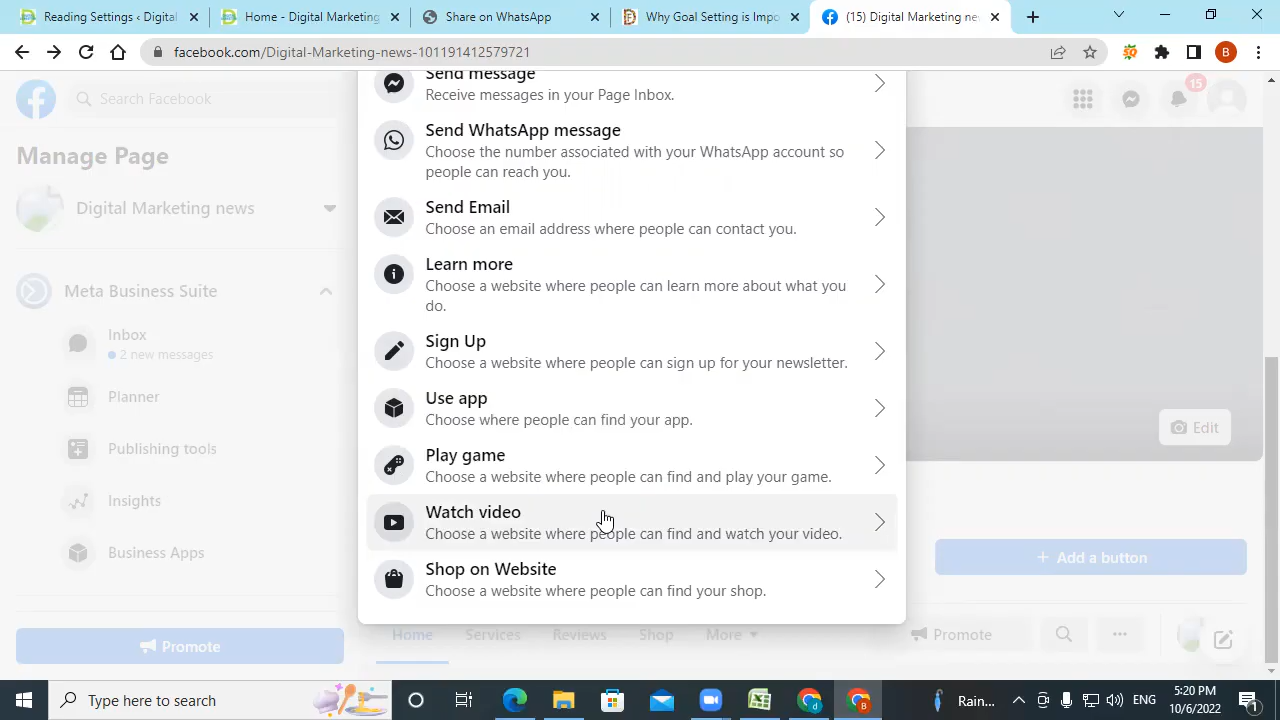 Reading Settings ‹ Digital
Home - Digital Marketing
Share on WhatsApp
Why Goal Setting is Impo
(15) Digital Marketing ne
facebook.com/Digital-Marketing-news-101191412579721
B
Search Facebook
15
Manage Page
Digital Marketing news
Meta Business Suite
Inbox
2 new messages
Planner
Publishing tools
Insights
Business Apps
Promote
Send message
Receive messages in your Page Inbox.
Send WhatsApp message
Choose the number associated with your WhatsApp account so
people can reach you.
Send Email
Choose an email address where people can contact you.
Learn more
Choose a website where people can learn more about what you
do.
Sign Up
Choose a website where people can sign up for your newsletter.
Use app
Choose where people can find your app.
Play game
Choose a website where people can find and play your game.
Watch video
Choose a website where people can find and watch your video.
Shop on Website
Choose a website where people can find your shop.
Edit
+ Add a button
Home
Services
Reviews
Shop
More
Promote
Type here to search
Rain...
ENG
5:20 PM
10/6/2022
1